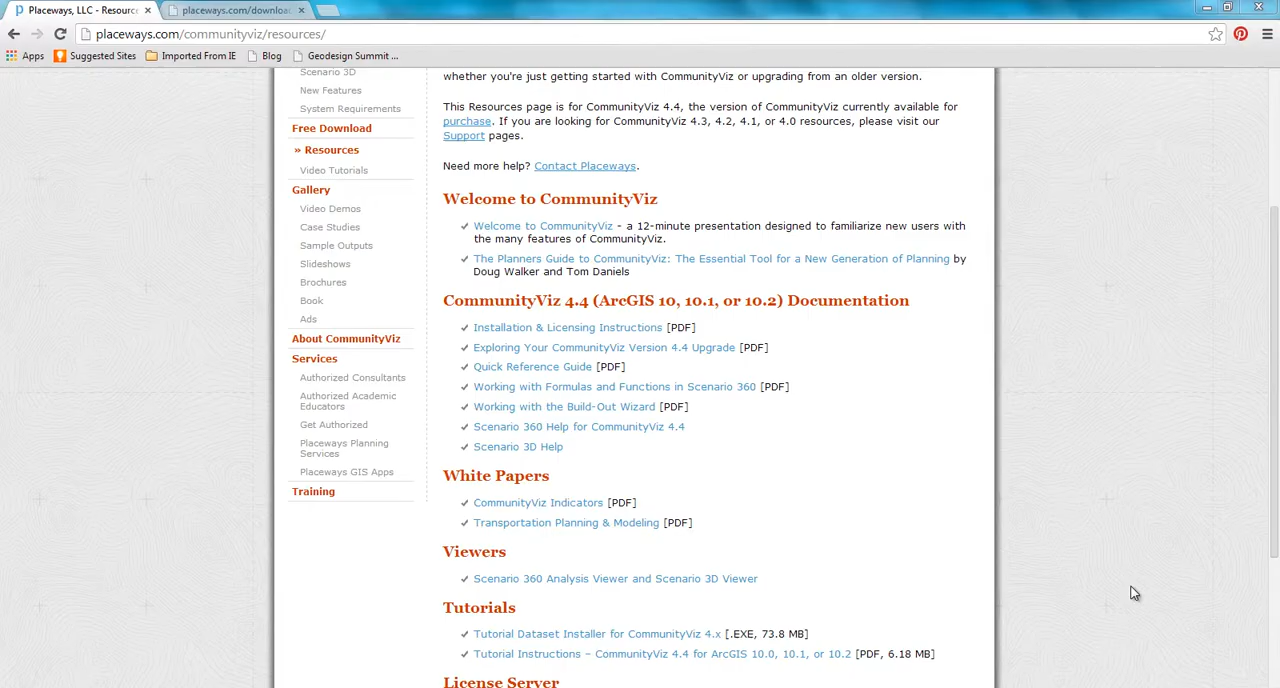 Placeways, LLC - Resourc
placeways.com/download
placeways.com/communityviz/resources/
Apps
Suggested Sites
Imported From IE
Blog
Geodesign Summit ...
Scenario 3D
New Features
System Requirements
Free Download
» Resources
Video Tutorials
Gallery
Video Demos
Case Studies
Sample Outputs
Slideshows
Brochures
Book
Ads
About CommunityViz
Services
Authorized Consultants
Authorized Academic
Educators
Get Authorized
Placeways Planning
Services
Placeways GIS Apps
Training
whether you're just getting started with CommunityViz or upgrading from an older version.
This Resources page is for CommunityViz 4.4, the version of CommunityViz currently available for
purchase. If you are looking for CommunityViz 4.3, 4.2, 4.1, or 4.0 resources, please visit our
Support pages.
Need more help? Contact Placeways.
Welcome to CommunityViz
Welcome to CommunityViz - a 12-minute presentation designed to familiarize new users with
the many features of CommunityViz.
The Planners Guide to CommunityViz: The Essential Tool for a New Generation of Planning by
Doug Walker and Tom Daniels
CommunityViz 4.4 (ArcGIS 10, 10.1, or 10.2) Documentation
Installation & Licensing Instructions [PDF]
Exploring Your CommunityViz Version 4.4 Upgrade [PDF]
Quick Reference Guide [PDF]
Working with Formulas and Functions in Scenario 360 [PDF]
Working with the Build-Out Wizard [PDF]
Scenario 360 Help for CommunityViz 4.4
Scenario 3D Help
White Papers
CommunityViz Indicators [PDF]
Transportation Planning & Modeling [PDF]
Viewers
Scenario 360 Analysis Viewer and Scenario 3D Viewer
Tutorials
Tutorial Dataset Installer for CommunityViz 4.x [.EXE, 73.8 MB]
Tutorial Instructions – CommunityViz 4.4 for ArcGIS 10.0, 10.1, or 10.2 [PDF, 6.18 MB]
License Server